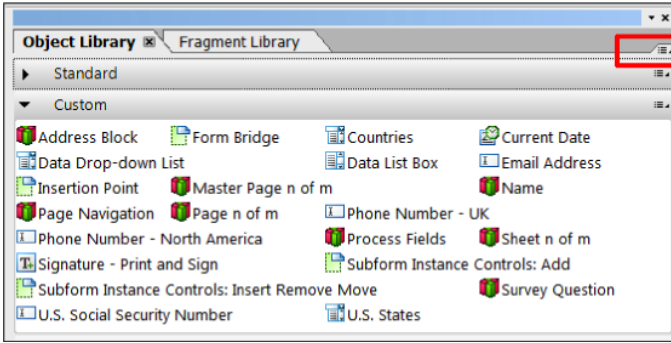 Object Library Fragment Library
Standard
Custom
Address Block Form Bridge Countries Current Date
Data Drop-down List Data List Box Email Address
Insertion Point Master Page n of m Name
Page Navigation Page n of m Phone Number - UK
Phone Number - North America Process Fields Sheet n of m
Signature - Print and Sign Subform Instance Controls: Add
Subform Instance Controls: Insert Remove Move Survey Question
U.S. Social Security Number U.S. States